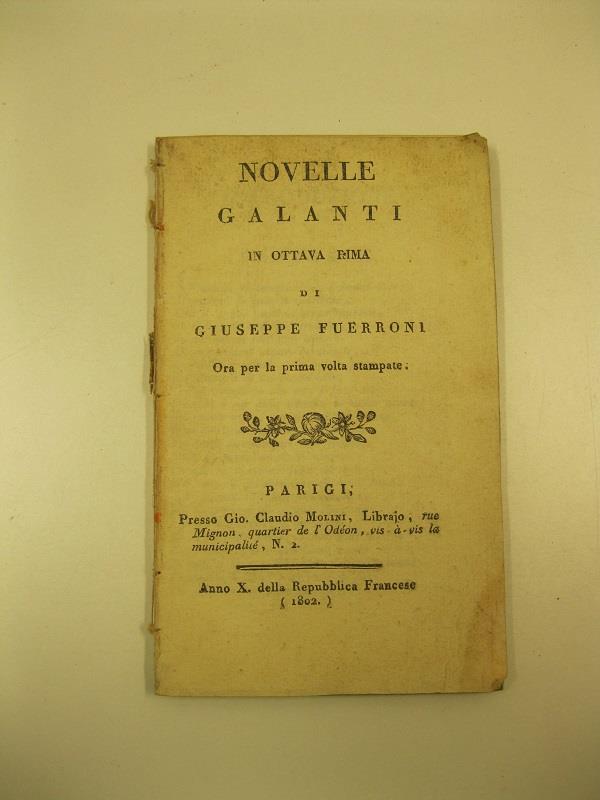 NOVELLE
GALANTI
IN OTTAVA RIMA
DI
GIUSEPPE FUERRONI
Ora per la prima volta stampate.
PARIGI,
Presso Gio. Claudio MOLINI, Librajo, rue
Mignon, quartier de l'Odéon, vis-à-vis la
municipalité, N. 2.
Anno X. della Repubblica Francese
( 1802. )